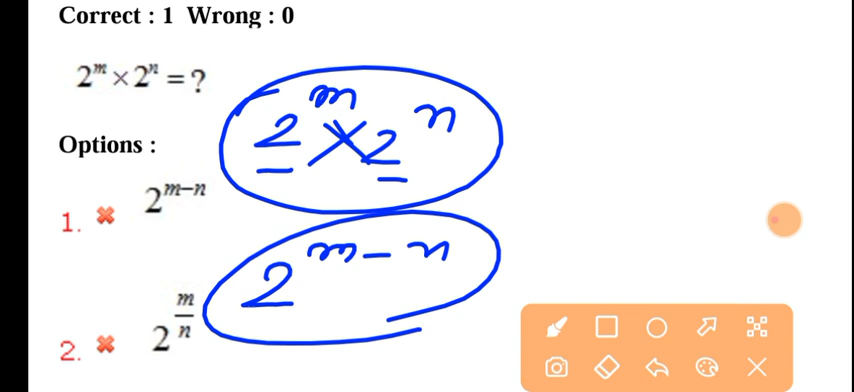 Correct : 1 Wrong : 0
2^m × 2^n = ?
2^m × 2^n
Options :
1. ✖ 2^(m−n)
2^(m−n)
2. ✖ 2^(m/n)